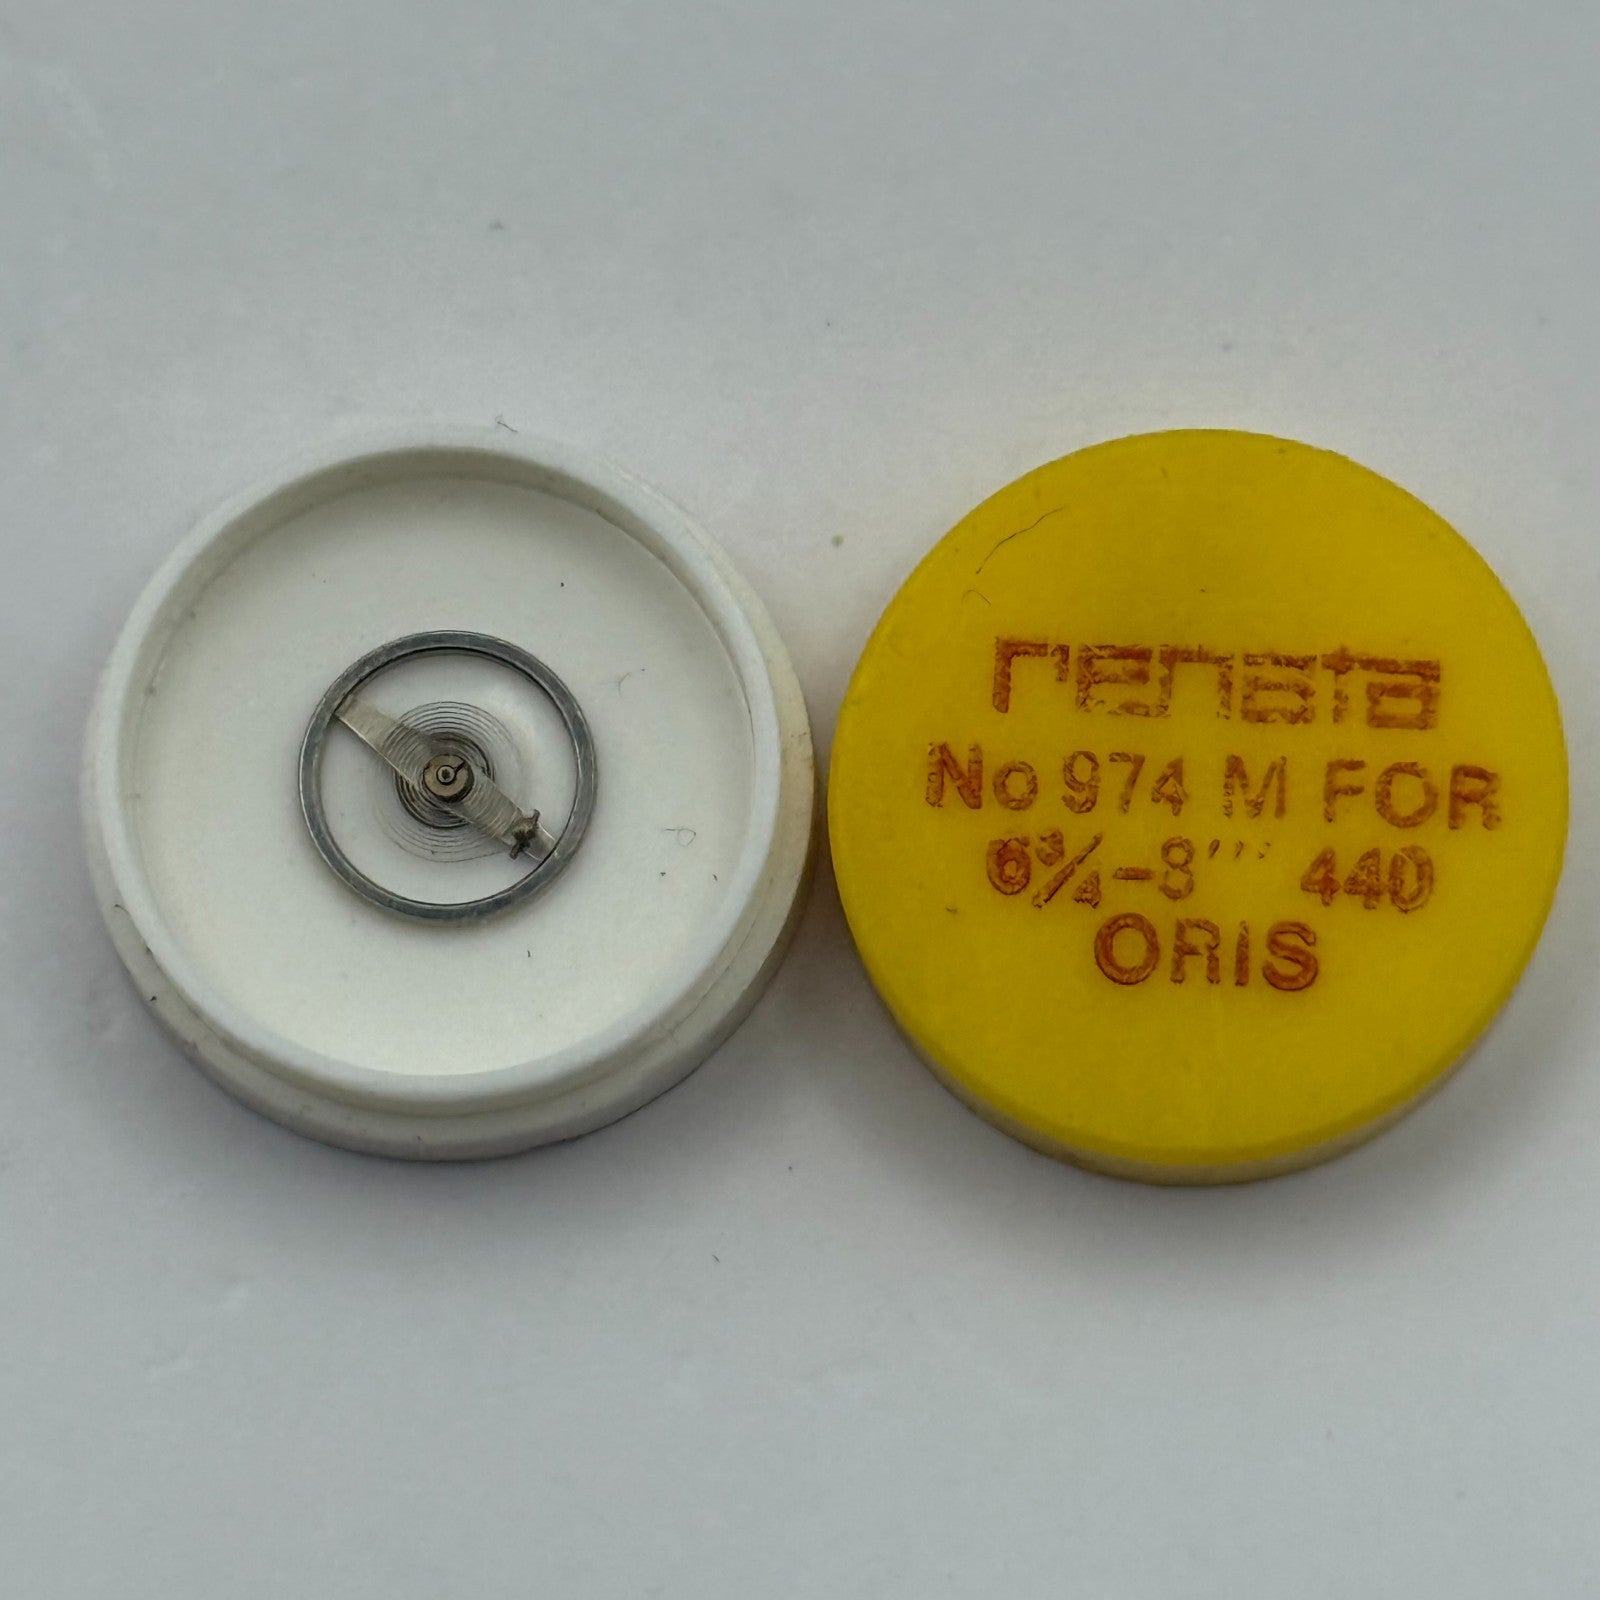 renata
No 974 M FOR
6¾-8''' 440
ORIS